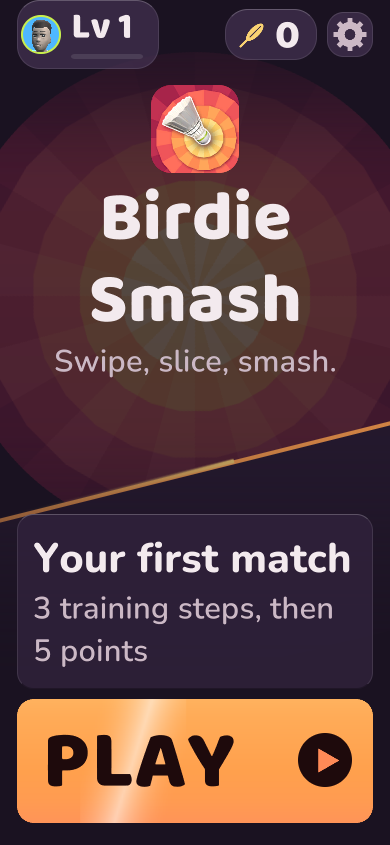 Lv 1
0
Birdie
Smash
Swipe, slice, smash.
Your first match
3 training steps, then
5 points
PLAY